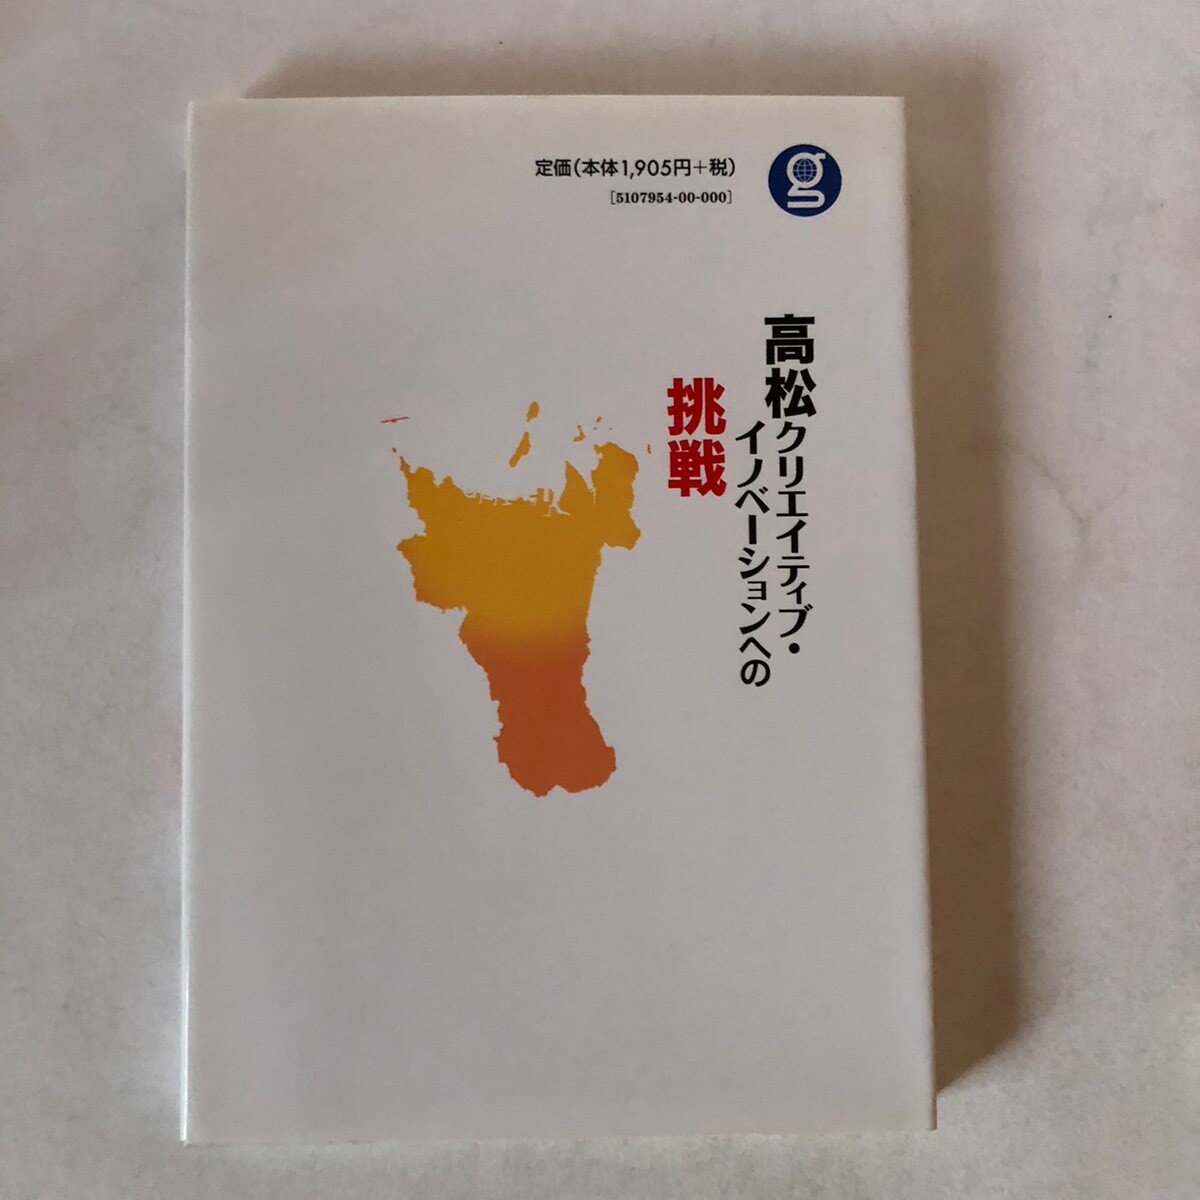 定価(本体1,905円+税)
[5107954-00-000]
g
高松クリエイティブ・
イノベーションへの
挑戦